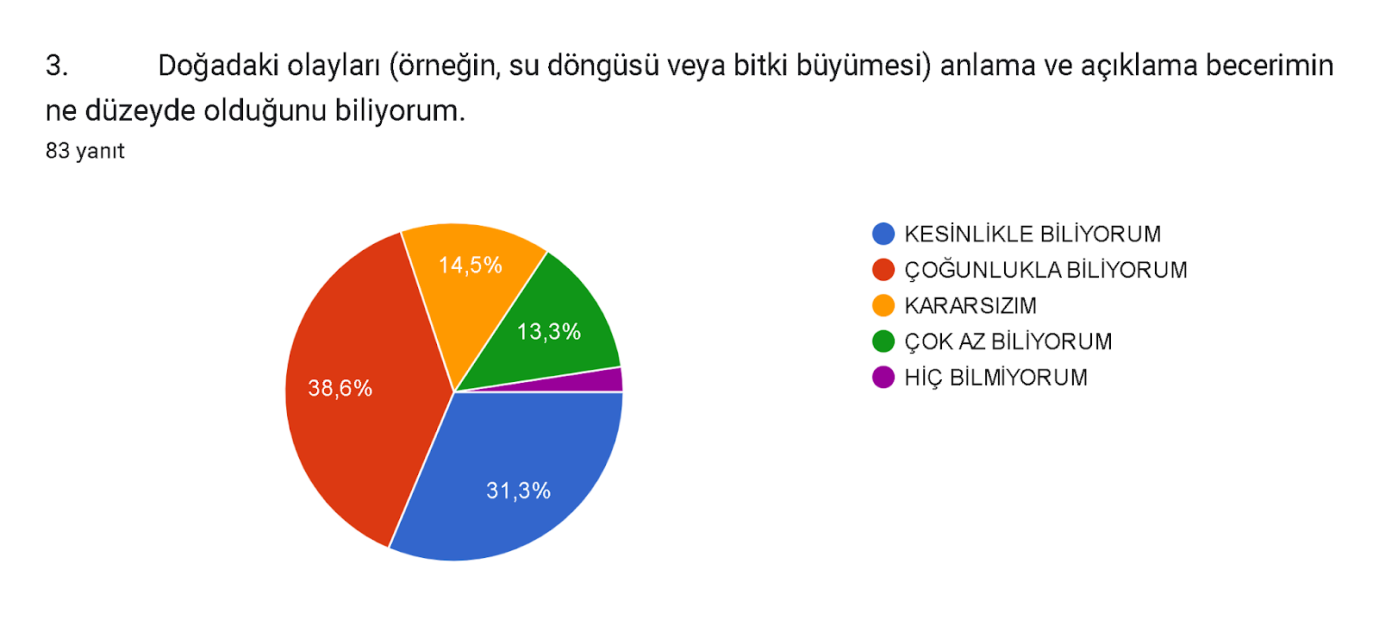 3. Doğadaki olayları (örneğin, su döngüsü veya bitki büyümesi) anlama ve açıklama becerimin
ne düzeyde olduğunu biliyorum.
83 yanıt
14,5%
13,3%
38,6%
31,3%
KESİNLİKLE BİLİYORUM
ÇOĞUNLUKLA BİLİYORUM
KARARSIZIM
ÇOK AZ BİLİYORUM
HİÇ BİLMİYORUM